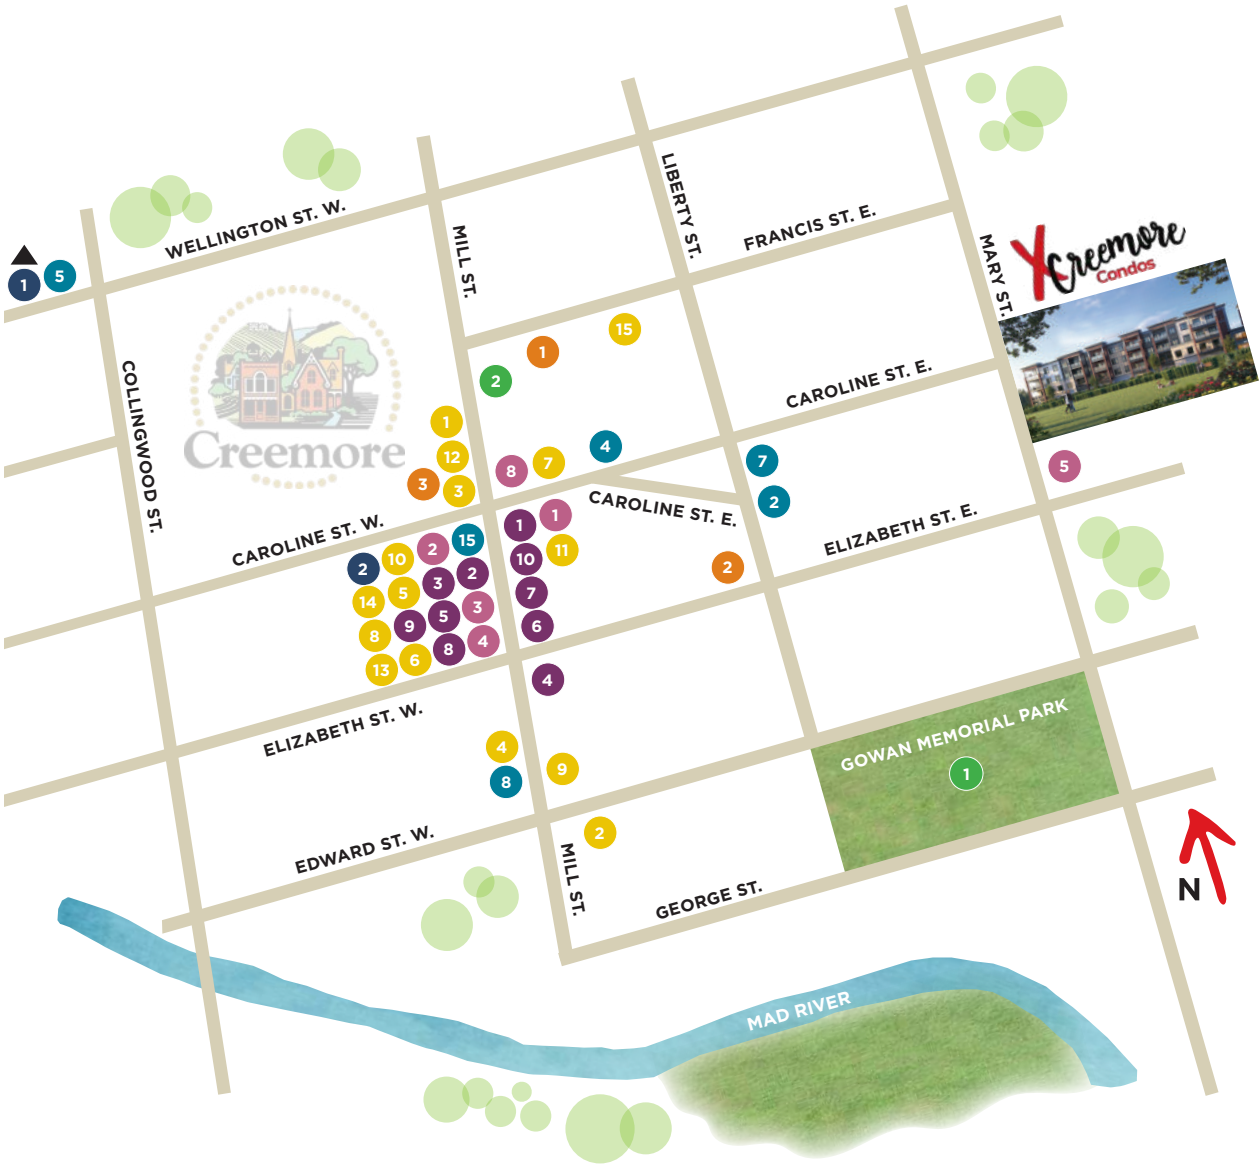 WELLINGTON ST. W.
LIBERTY ST.
FRANCIS ST. E.
MILL ST.
MARY ST.
Creemore
Condos
1
5
15
1
2
COLLINGWOOD ST.
Creemore
CAROLINE ST. E.
1
12
3
3
8
7
4
7
2
5
CAROLINE ST. W.
CAROLINE ST. E.
ELIZABETH ST. E.
2
10
2
15
1
1
14
5
3
2
10
11
2
8
9
5
3
7
13
6
8
4
6
4
ELIZABETH ST. W.
4
8
9
GOWAN MEMORIAL PARK
1
EDWARD ST. W.
2
MILL ST.
GEORGE ST.
N
MAD RIVER